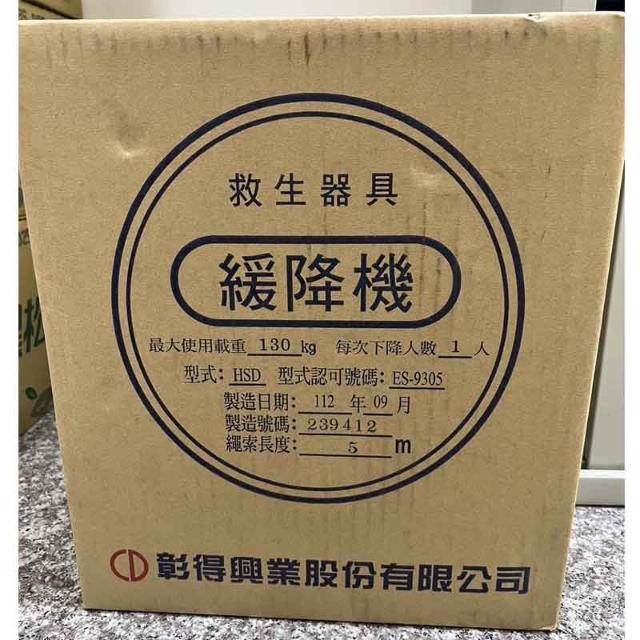 救生器具
緩降機
最大使用載重 130 kg 每次下降人數 1 人
型式: HSD 型式認可號碼: ES-9305
製造日期: 112 年 09 月
製造號碼: 239412
繩索長度: 5 m
CD 彰得興業股份有限公司